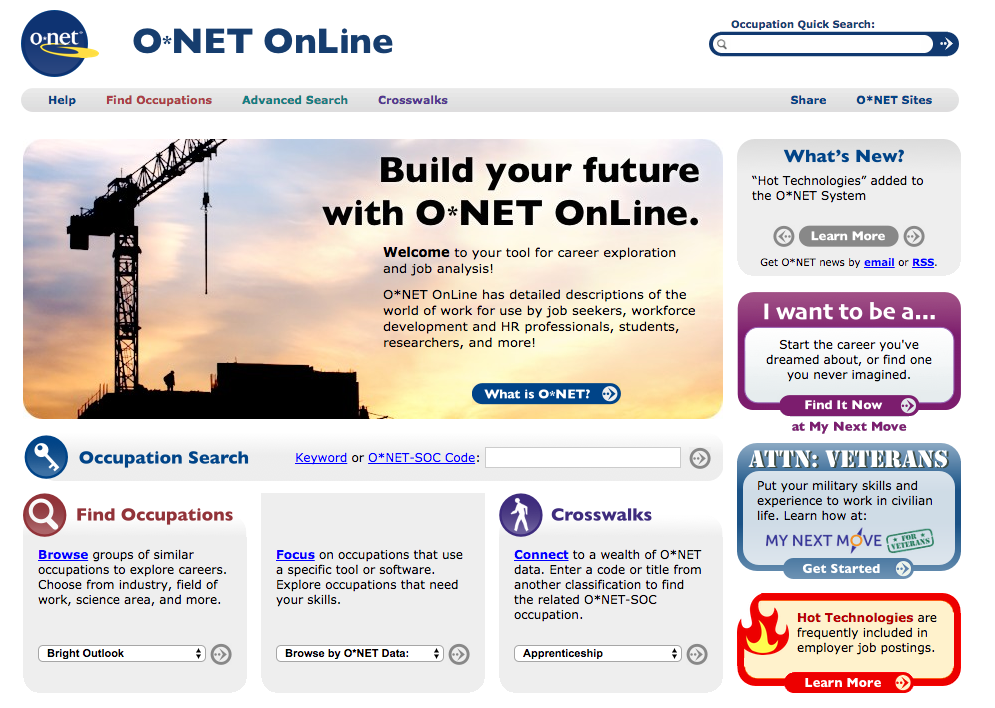 o·net
O*NET OnLine
Occupation Quick Search:
Help Find Occupations Advanced Search Crosswalks Share O*NET Sites
Build your future
with O*NET OnLine.
Welcome to your tool for career exploration
and job analysis!
O*NET OnLine has detailed descriptions of the
world of work for use by job seekers, workforce
development and HR professionals, students,
researchers, and more!
What is O*NET?
What's New?
“Hot Technologies” added to
the O*NET System
Learn More
Get O*NET news by email or RSS.
I want to be a...
Start the career you've
dreamed about, or find one
you never imagined.
Find It Now
at My Next Move
Occupation Search
Keyword or O*NET-SOC Code:
Find Occupations
Browse groups of similar
occupations to explore careers.
Choose from industry, field of
work, science area, and more.
Bright Outlook
Focus on occupations that use
a specific tool or software.
Explore occupations that need
your skills.
Browse by O*NET Data:
Crosswalks
Connect to a wealth of O*NET
data. Enter a code or title from
another classification to find
the related O*NET-SOC
occupation.
Apprenticeship
ATTN: VETERANS
Put your military skills and
experience to work in civilian
life. Learn how at:
MY NEXT MOVE
FOR
VETERANS
Get Started
Hot Technologies are
frequently included in
employer job postings.
Learn More